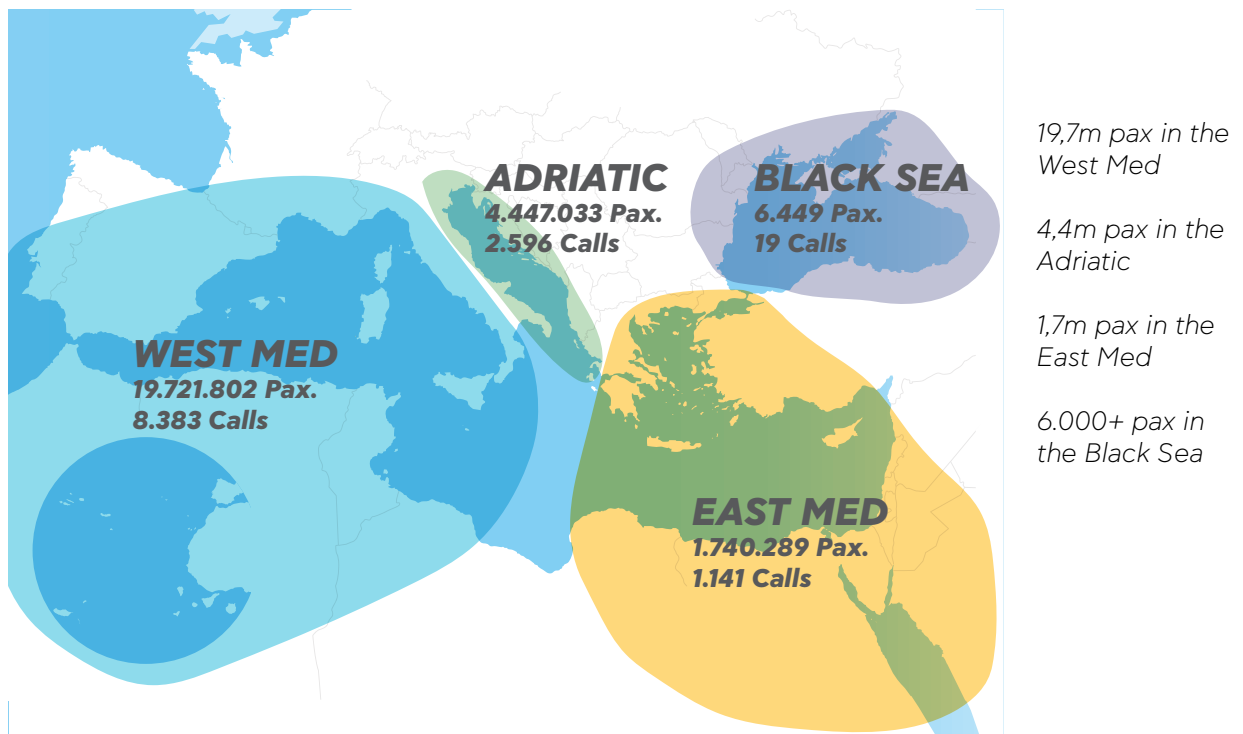 ADRIATIC
4.447.033 Pax.
2.596 Calls
BLACK SEA
6.449 Pax.
19 Calls
WEST MED
19.721.802 Pax.
8.383 Calls
EAST MED
1.740.289 Pax.
1.141 Calls
19,7m pax in the
West Med
4,4m pax in the
Adriatic
1,7m pax in the
East Med
6.000+ pax in
the Black Sea